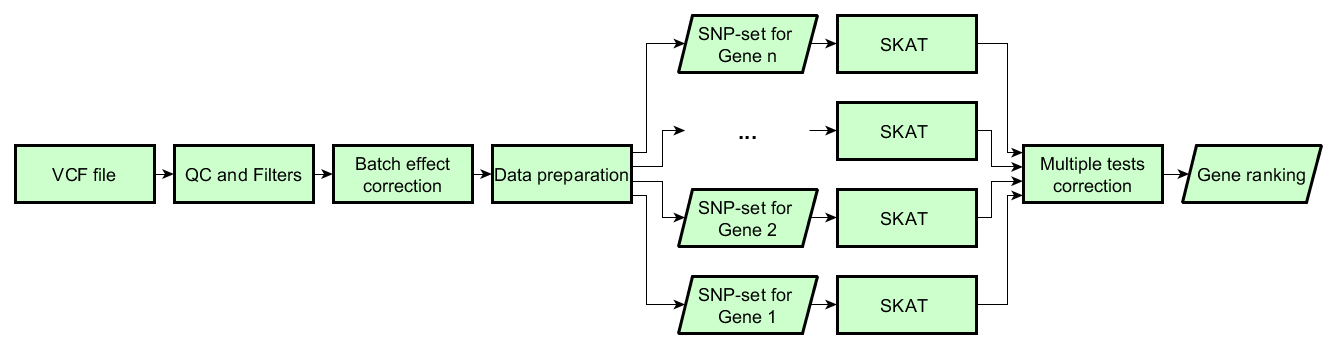 VCF file
QC and Filters
Batch effect
correction
Data preparation
SNP-set for
Gene n
SKAT
...
SKAT
SNP-set for
Gene 2
SKAT
SNP-set for
Gene 1
SKAT
Multiple tests
correction
Gene ranking